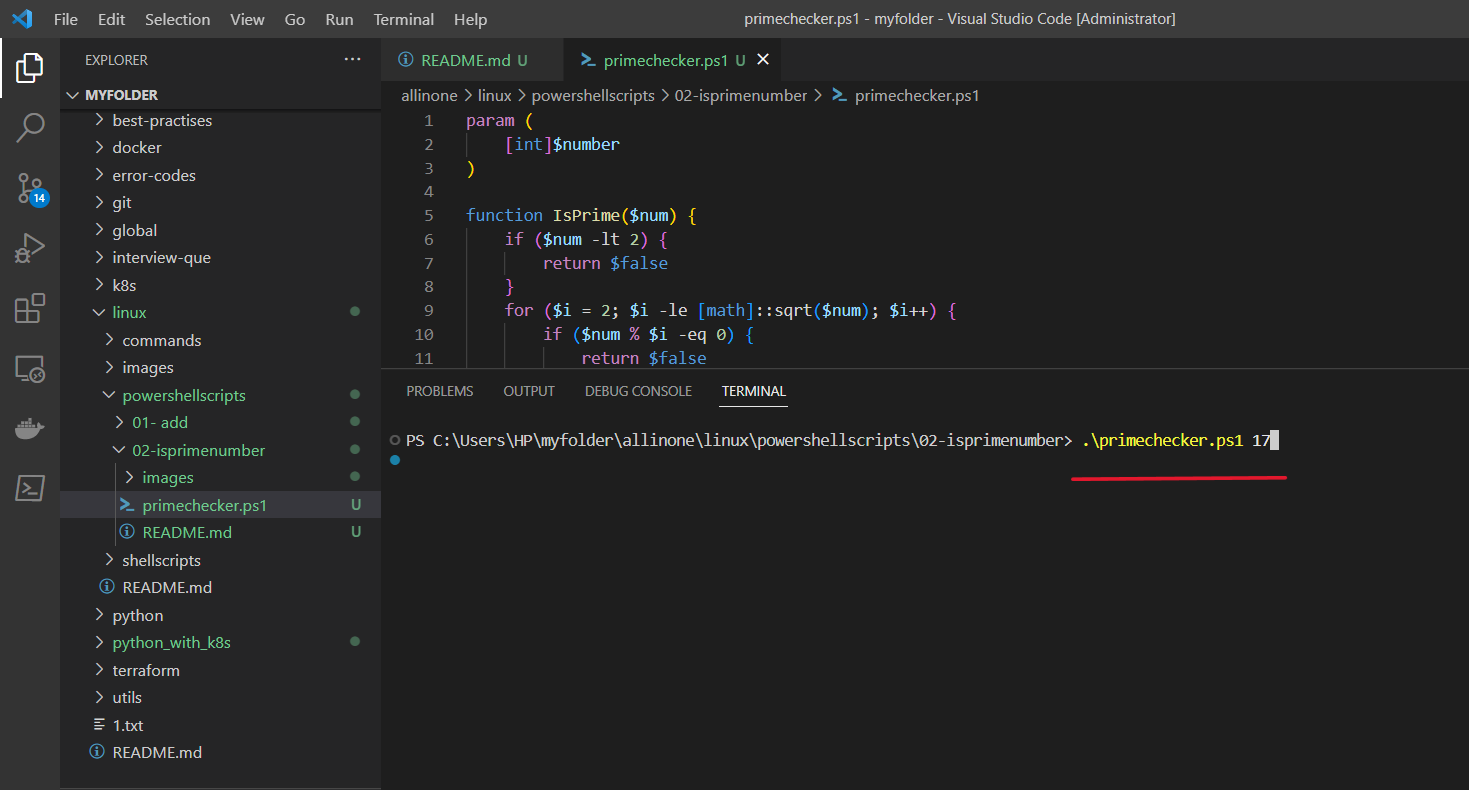 File Edit Selection View Go Run Terminal Help
primechecker.ps1 - myfolder - Visual Studio Code [Administrator]
EXPLORER
MYFOLDER
best-practises
docker
error-codes
git
global
interview-que
k8s
linux
commands
images
powershellscripts
01- add
02-isprimenumber
images
primechecker.ps1 U
README.md U
shellscripts
README.md
python
python_with_k8s
terraform
utils
1.txt
README.md
14
README.md U primechecker.ps1 U
allinone > linux > powershellscripts > 02-isprimenumber > primechecker.ps1
1 param (
2     [int]$number
3 )
4
5 function IsPrime($num) {
6     if ($num -lt 2) {
7         return $false
8     }
9     for ($i = 2; $i -le [math]::sqrt($num); $i++) {
10         if ($num % $i -eq 0) {
11             return $false
PROBLEMS OUTPUT DEBUG CONSOLE TERMINAL
PS C:\Users\HP\myfolder\allinone\linux\powershellscripts\02-isprimenumber> .\primechecker.ps1 17